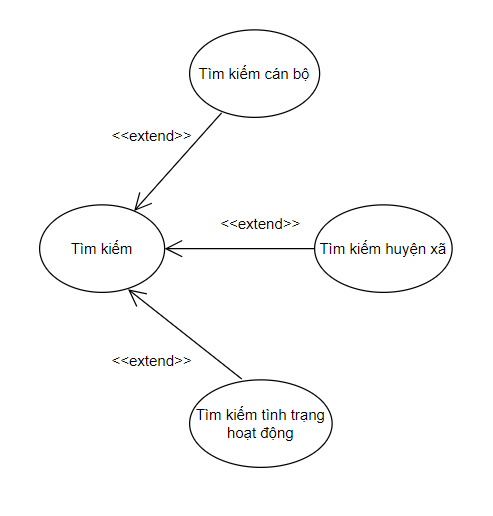 Tìm kiếm cán bộ
<<extend>>
<<extend>>
Tìm kiếm
Tìm kiếm huyện xã
<<extend>>
Tìm kiếm tình trạng
hoạt động